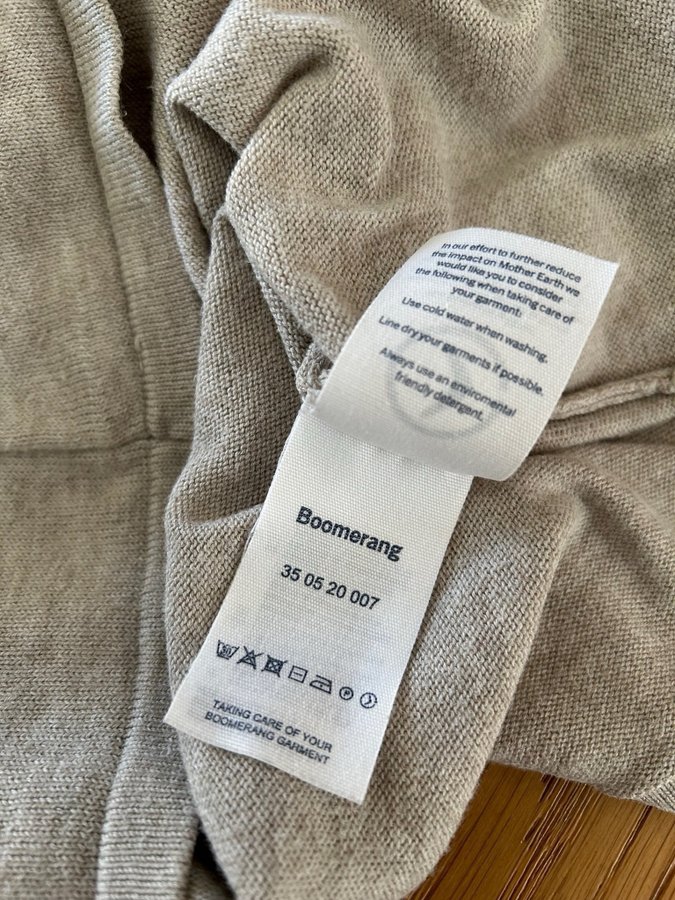 In our effort to further reduce
the impact on Mother Earth we
would like you to consider
the following when taking care of
your garment:
Use cold water when washing.
Line dry your garments if possible.
Always use an enviromental
friendly detergent.
Boomerang
35 05 20 007
30
P
TAKING CARE OF YOUR
BOOMERANG GARMENT